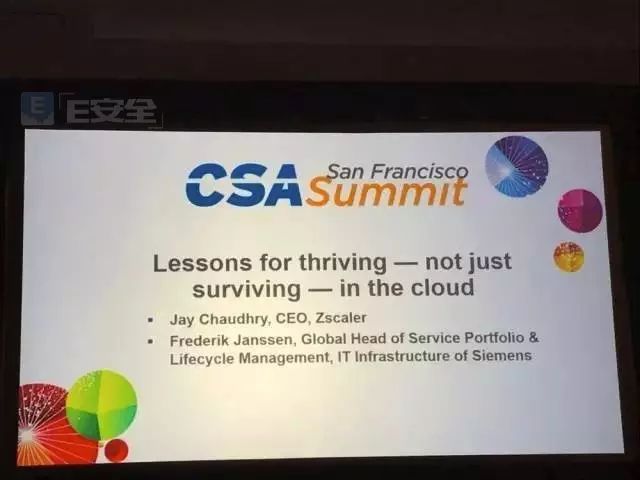 E安全
San Francisco
CSA Summit
Lessons for thriving — not just
surviving — in the cloud
▪ Jay Chaudhry, CEO, Zscaler
▪ Frederik Janssen, Global Head of Service Portfolio &
Lifecycle Management, IT Infrastructure of Siemens